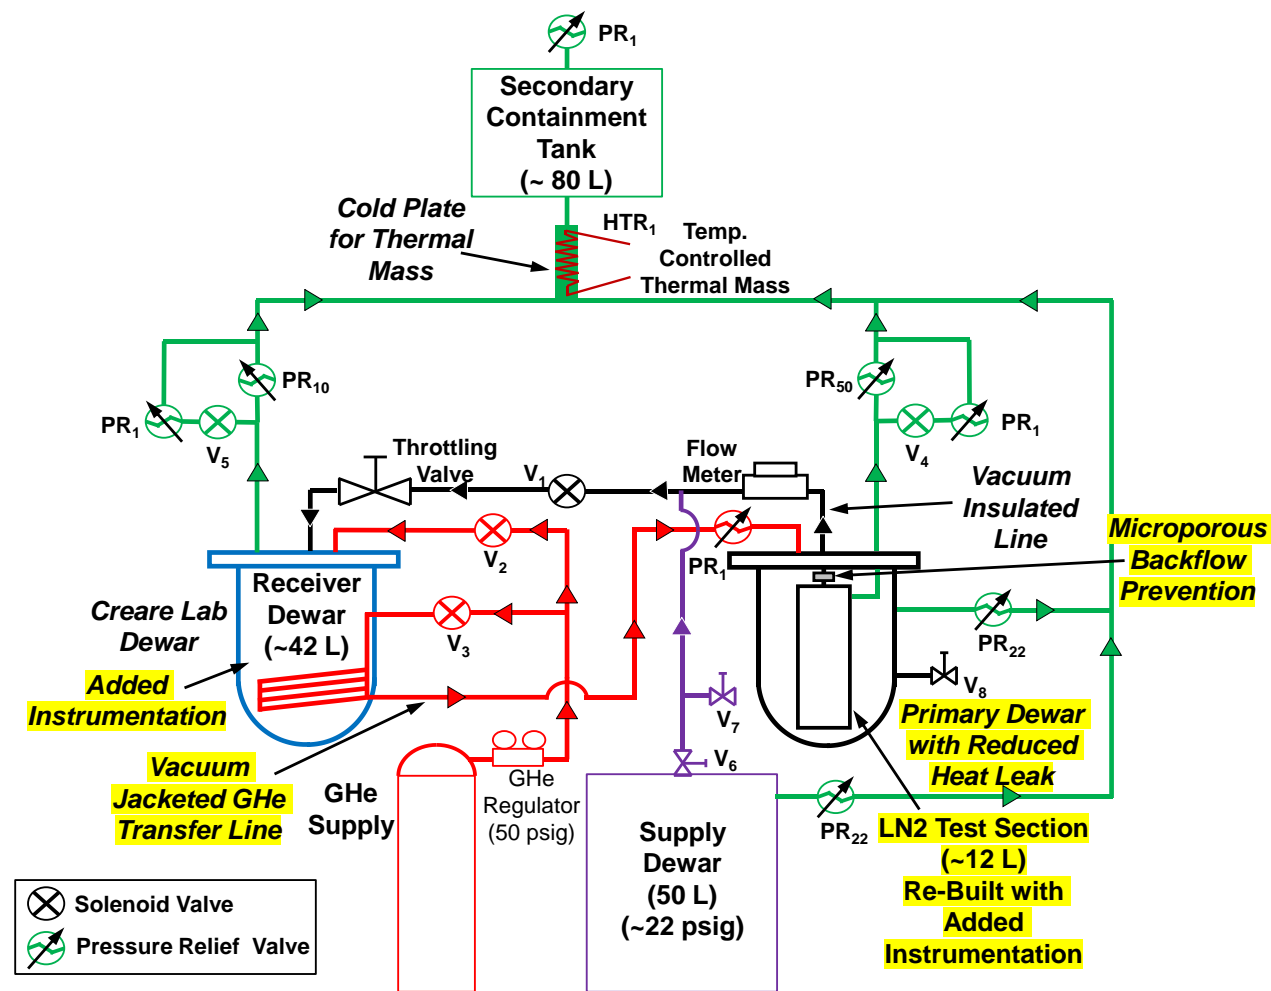 PR1
Secondary
Containment
Tank
(~ 80 L)
Cold Plate
for Thermal
Mass
HTR1
Temp.
Controlled
Thermal Mass
PR10
PR1
V5
PR50
PR1
V4
Throttling
Valve
V1
Flow
Meter
Vacuum
Insulated
Line
Microporous
Backflow
Prevention
V2
PR1
Receiver
Dewar
(~42 L)
Creare Lab
Dewar
V3
PR22
Added
Instrumentation
V8
V7
Primary Dewar
with Reduced
Heat Leak
Vacuum
Jacketed GHe
Transfer Line
V6
GHe
Supply
GHe
Regulator
(50 psig)
Supply
Dewar
(50 L)
(~22 psig)
PR22
LN2 Test Section
(~12 L)
Re-Built with
Added
Instrumentation
Solenoid Valve
Pressure Relief Valve